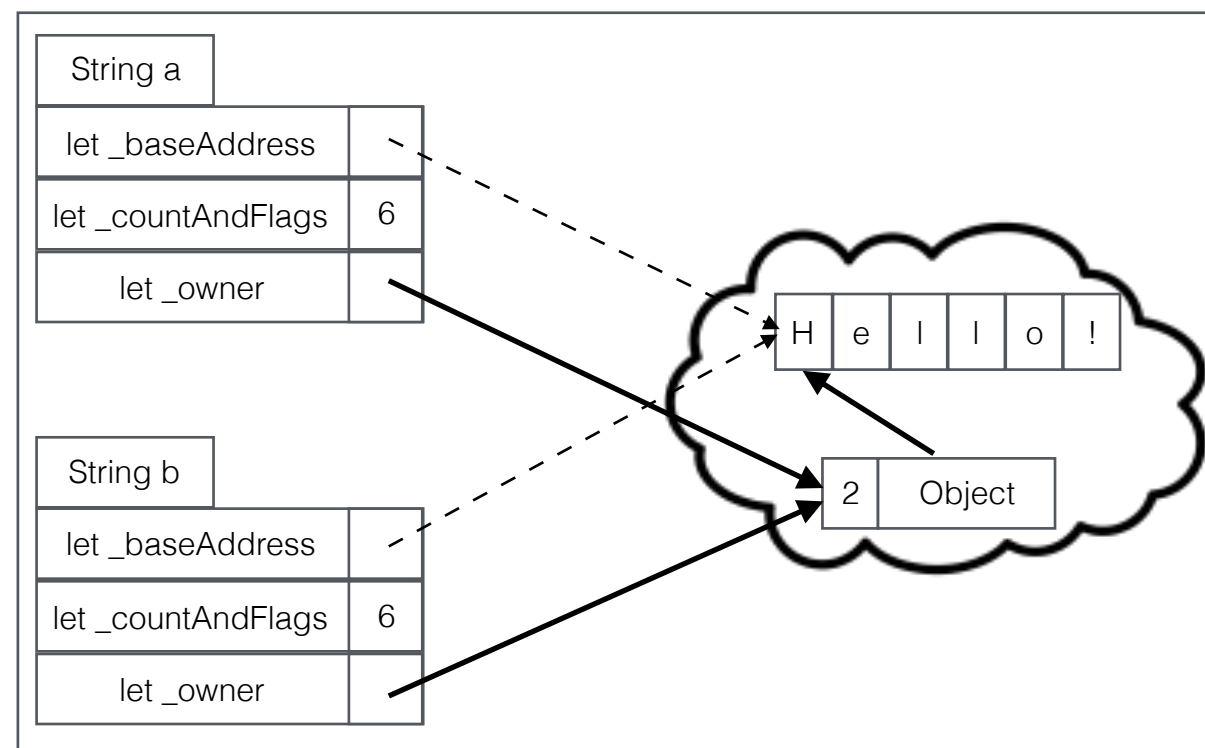 String a
let _baseAddress
let _countAndFlags 6
let _owner
H e l l o !
String b
let _baseAddress
let _countAndFlags 6
let _owner
2 Object